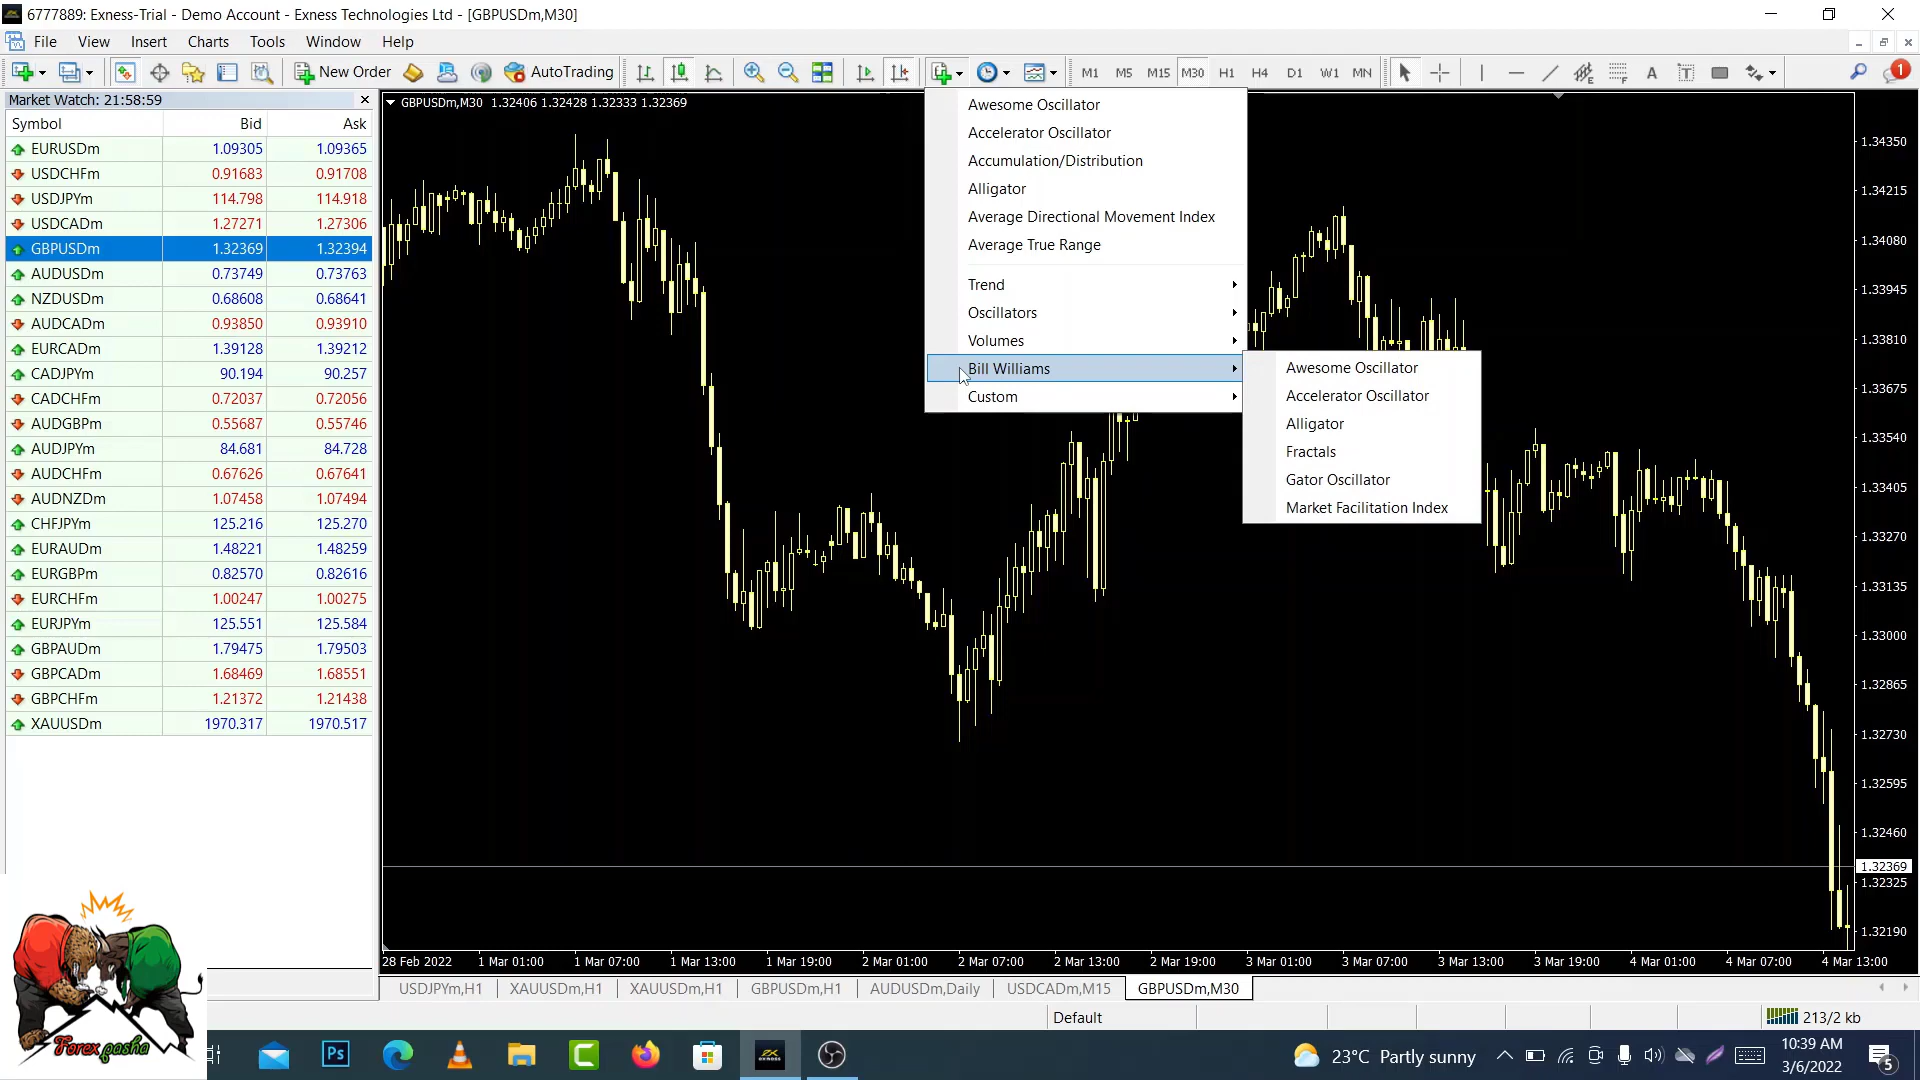 6777889: Exness-Trial - Demo Account - Exness Technologies Ltd - [GBPUSDm,M30]
File View Insert Charts Tools Window Help
New Order AutoTrading M1 M5 M15 M30 H1 H4 D1 W1 MN A T 1
Market Watch: 21:58:59
Symbol Bid Ask
EURUSDm 1.09305 1.09365
USDCHFm 0.91683 0.91708
USDJPYm 114.798 114.918
USDCADm 1.27271 1.27306
GBPUSDm 1.32369 1.32394
AUDUSDm 0.73749 0.73763
NZDUSDm 0.68608 0.68641
AUDCADm 0.93850 0.93910
EURCADm 1.39128 1.39212
CADJPYm 90.194 90.257
CADCHFm 0.72037 0.72056
AUDGBPm 0.55687 0.55746
AUDJPYm 84.681 84.728
AUDCHFm 0.67626 0.67641
AUDNZDm 1.07458 1.07494
CHFJPYm 125.216 125.270
EURAUDm 1.48221 1.48259
EURGBPm 0.82570 0.82616
EURCHFm 1.00247 1.00275
EURJPYm 125.551 125.584
GBPAUDm 1.79475 1.79503
GBPCADm 1.68469 1.68551
GBPCHFm 1.21372 1.21438
XAUUSDm 1970.317 1970.517
GBPUSDm,M30 1.32406 1.32428 1.32333 1.32369
Awesome Oscillator
Accelerator Oscillator
Accumulation/Distribution
Alligator
Average Directional Movement Index
Average True Range
Trend
Oscillators
Volumes
Bill Williams
Custom
Awesome Oscillator
Accelerator Oscillator
Alligator
Fractals
Gator Oscillator
Market Facilitation Index
1.34350
1.34215
1.34080
1.33945
1.33810
1.33675
1.33540
1.33405
1.33270
1.33135
1.33000
1.32865
1.32730
1.32595
1.32460
1.32369
1.32325
1.32190
28 Feb 2022 1 Mar 01:00 1 Mar 07:00 1 Mar 13:00 1 Mar 19:00 2 Mar 01:00 2 Mar 07:00 2 Mar 13:00 2 Mar 19:00 3 Mar 01:00 3 Mar 07:00 3 Mar 13:00 3 Mar 19:00 4 Mar 01:00 4 Mar 07:00 4 Mar 13:00
USDJPYm,H1 XAUUSDm,H1 XAUUSDm,H1 GBPUSDm,H1 AUDUSDm,Daily USDCADm,M15 GBPUSDm,M30
Default 213/2 kb
Forex pasha
Ps
23°C Partly sunny
10:39 AM
3/6/2022
5